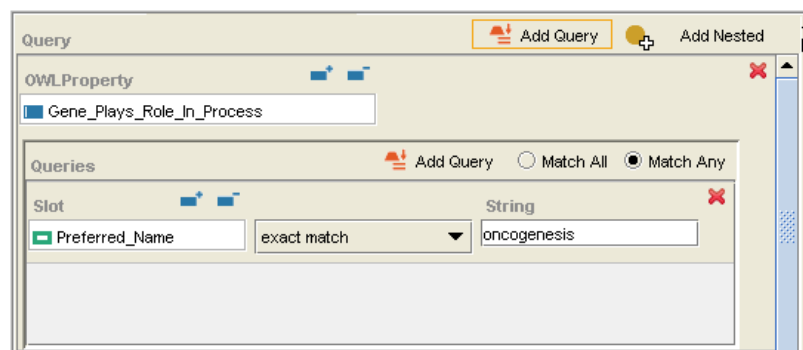 Query Add Query Add Nested
OWLProperty
Gene_Plays_Role_In_Process
Queries Add Query Match All Match Any
Slot String
Preferred_Name exact match oncogenesis